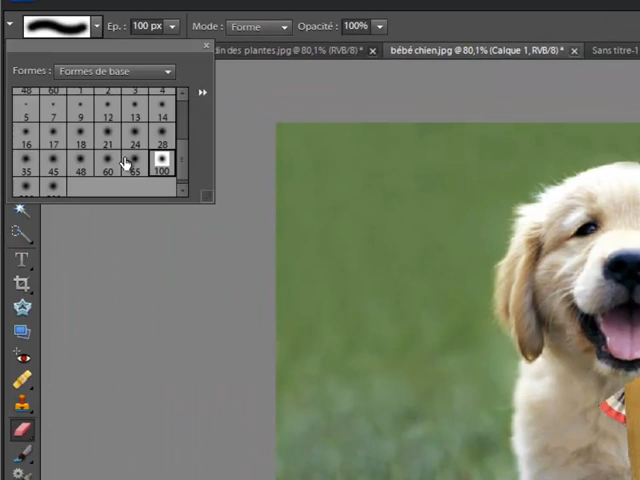 Ep. : 100 px Mode : Forme Opacité : 100%
din des plantes.jpg @ 80,1% (RVB/8) * bébé chien.jpg @ 80,1% (Calque 1, RVB/8) * Sans titre-1
Formes : Formes de base
48 60 1 2 3 4
5 7 9 12 13 14
16 17 18 21 24 28
35 45 48 60 65 100
T